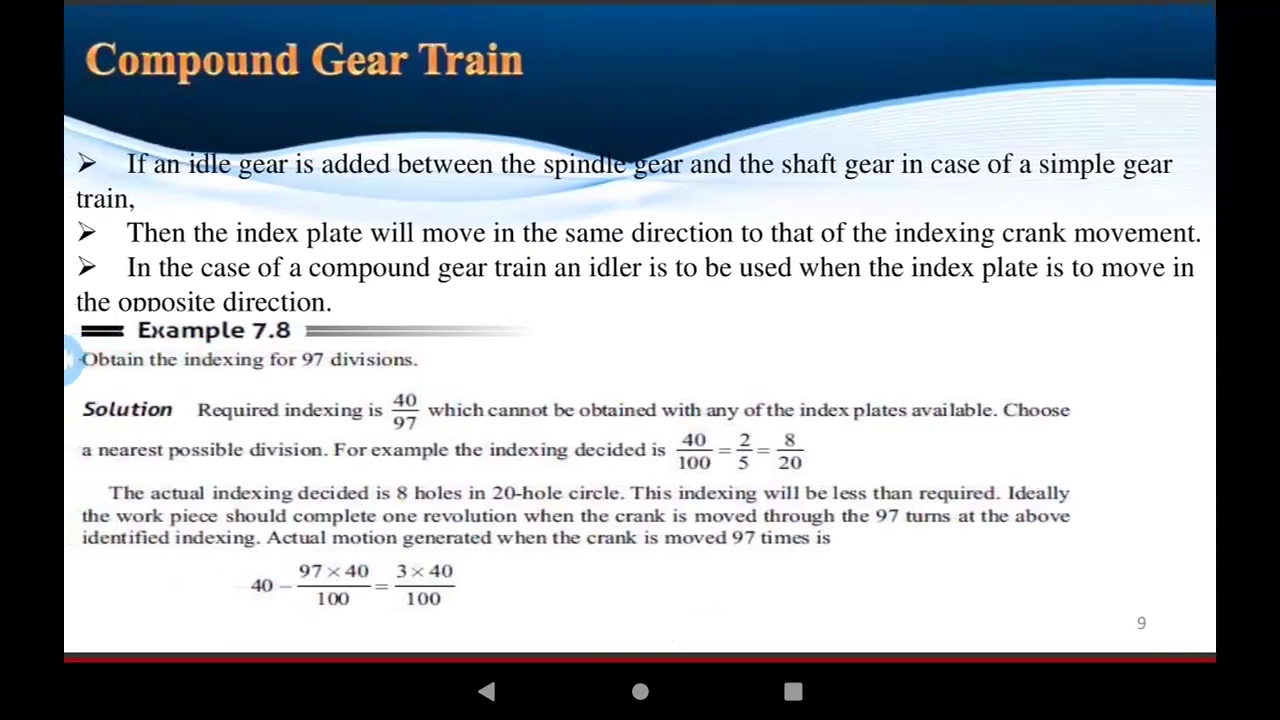 Compound Gear Train
➢ If an idle gear is added between the spindle gear and the shaft gear in case of a simple gear
train,
➢ Then the index plate will move in the same direction to that of the indexing crank movement.
➢ In the case of a compound gear train an idler is to be used when the index plate is to move in
the opposite direction.
Example 7.8
Obtain the indexing for 97 divisions.
Solution Required indexing is 40/97 which cannot be obtained with any of the index plates available. Choose
a nearest possible division. For example the indexing decided is 40/100 = 2/5 = 8/20
The actual indexing decided is 8 holes in 20-hole circle. This indexing will be less than required. Ideally
the work piece should complete one revolution when the crank is moved through the 97 turns at the above
identified indexing. Actual motion generated when the crank is moved 97 times is
40 − 97 × 40/100 = 3 × 40/100
9